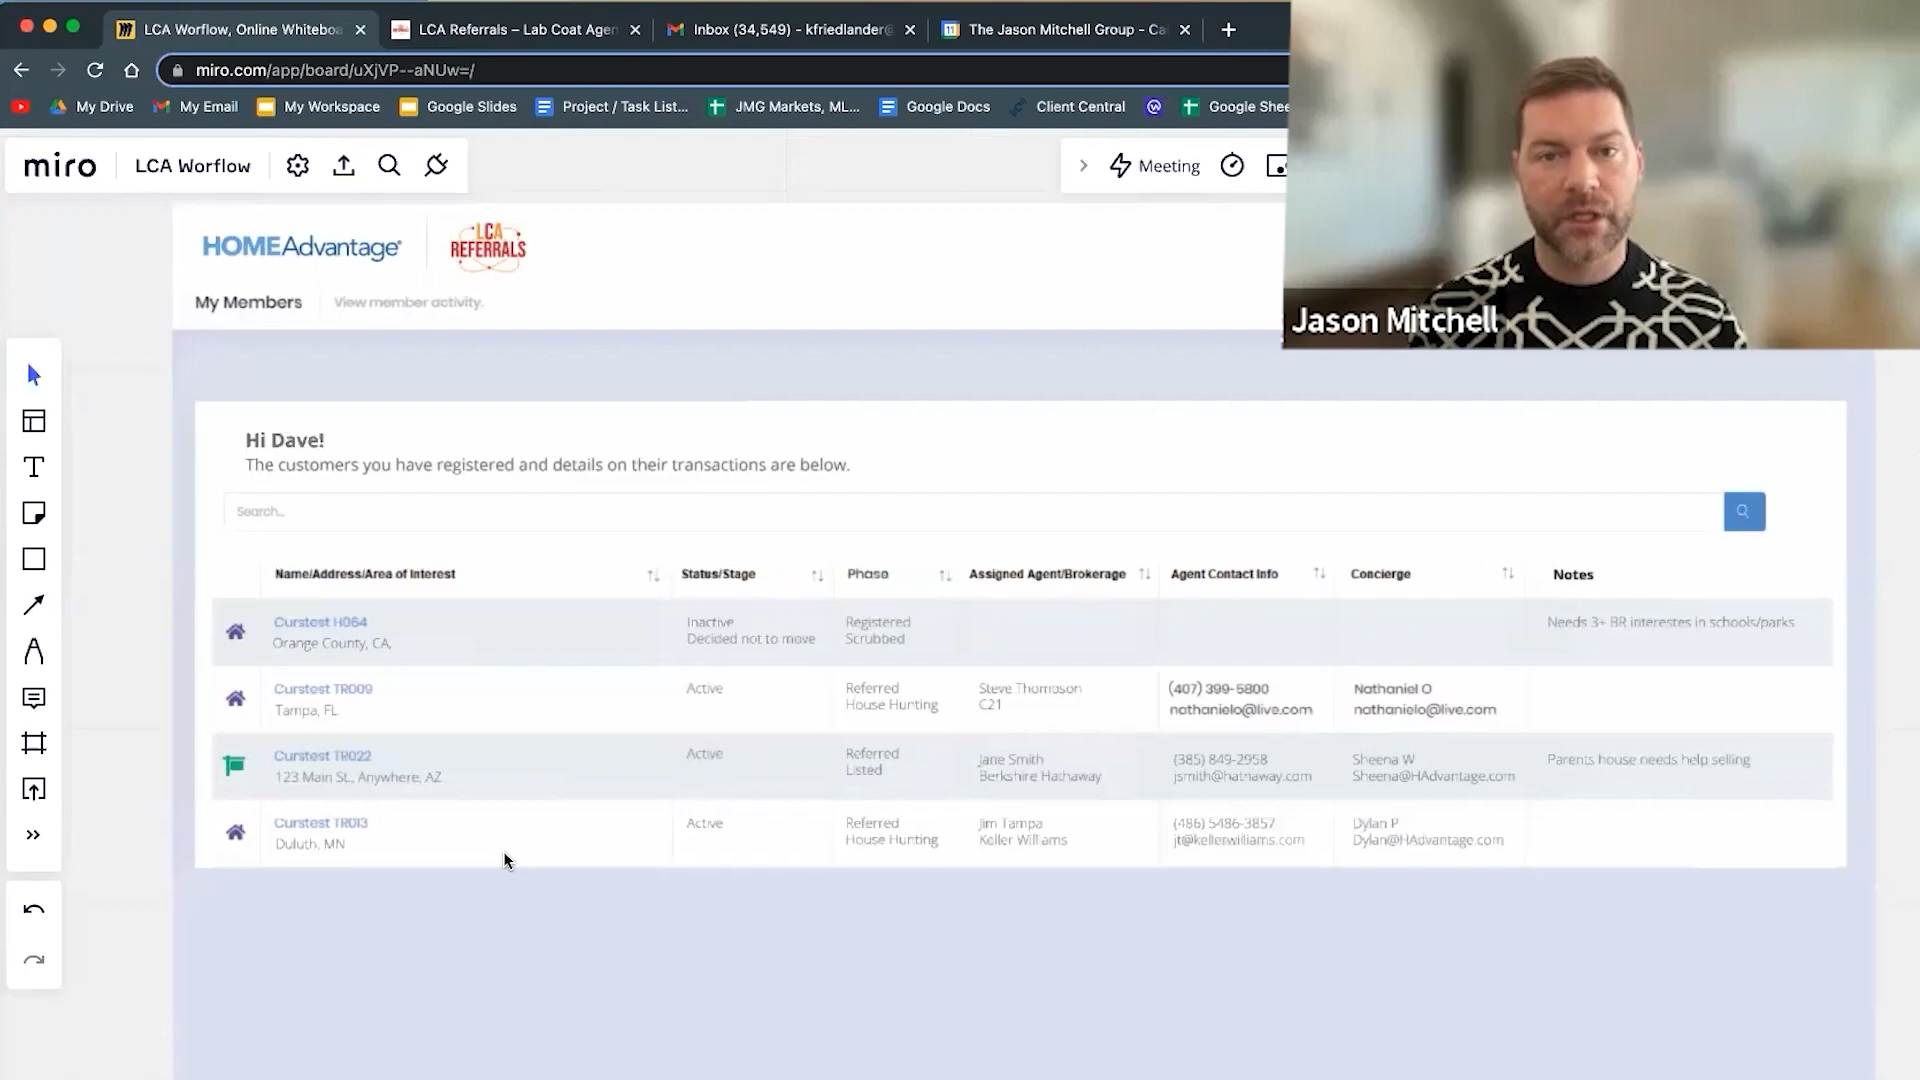 LCA Worflow, Online Whiteboa
LCA Referrals – Lab Coat Agen
Inbox (34,549) - kfriedlander@
The Jason Mitchell Group - Ca
miro.com/app/board/uXjVP--aNUw=/
My Drive
My Email
My Workspace
Google Slides
Project / Task List...
JMG Markets, ML...
Google Docs
Client Central
Google Shee
miro
LCA Worflow
Meeting
HOMEAdvantage
LCA
REFERRALS
My Members
View member activity.
Jason Mitchell
Hi Dave!
The customers you have registered and details on their transactions are below.
Search...
Name/Address/Area of Interest Status/Stage Phase Assigned Agent/Brokerage Agent Contact Info Concierge Notes
Curstest H064 Inactive Registered Needs 3+ BR interestes in schools/parks
Orange County, CA, Decided not to move Scrubbed
Curstest TR009 Active Referred Steve Thompson (407) 399-5800 Nathaniel O
Tampa, FL House Hunting C21 nathanielo@live.com nathanielo@live.com
Curstest TR022 Active Referred Jane Smith (385) 849-2958 Sheena W Parents house needs help selling
123 Main St., Anywhere, AZ Listed Berkshire Hathaway jsmith@hathaway.com Sheena@HAdvantage.com
Curstest TR013 Active Referred Jim Tampa (486) 5486-3857 Dylan P
Duluth, MN House Hunting Keller Williams jt@kellerwilliams.com Dylan@HAdvantage.com